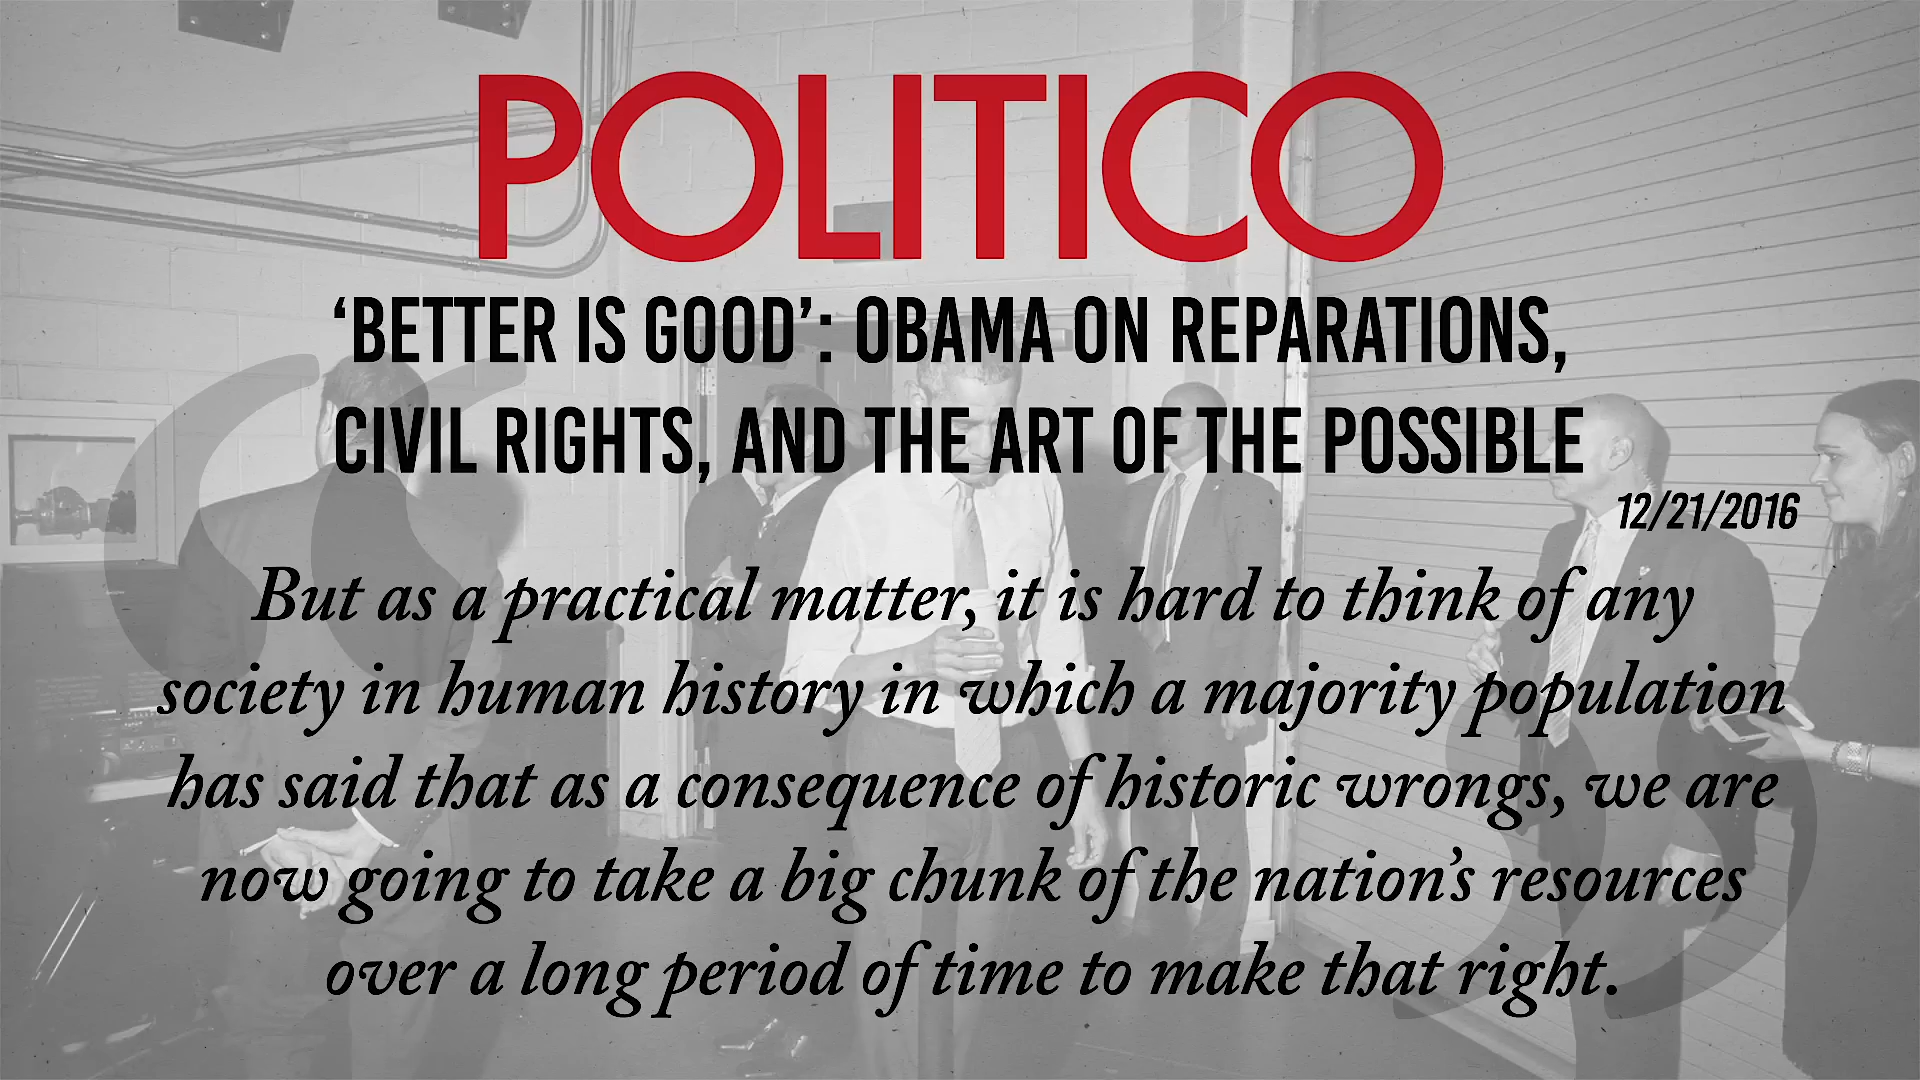 POLITICO
‘BETTER IS GOOD’: OBAMA ON REPARATIONS,
CIVIL RIGHTS, AND THE ART OF THE POSSIBLE
12/21/2016
But as a practical matter, it is hard to think of any
society in human history in which a majority population
has said that as a consequence of historic wrongs, we are
now going to take a big chunk of the nation’s resources
over a long period of time to make that right.